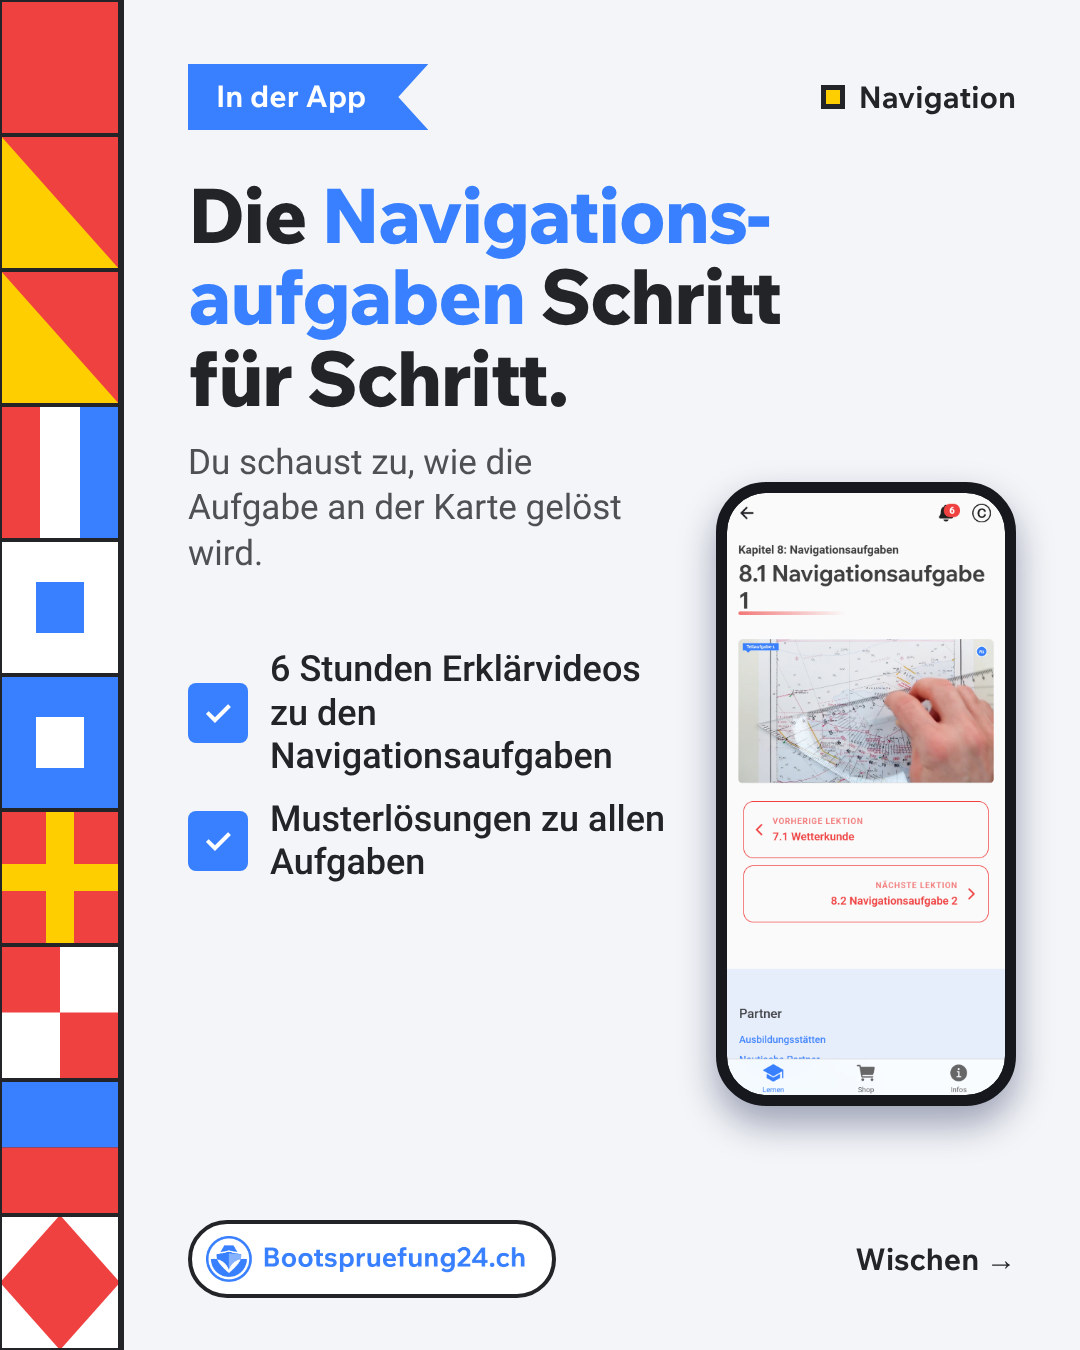 In der App
Navigation
Die Navigations-
aufgaben Schritt
für Schritt.
Du schaust zu, wie die
Aufgabe an der Karte gelöst
wird.
6 Stunden Erklärvideos
zu den
Navigationsaufgaben
Musterlösungen zu allen
Aufgaben
6
C
Kapitel 8: Navigationsaufgaben
8.1 Navigationsaufgabe
1
VORHERIGE LEKTION
7.1 Wetterkunde
NÄCHSTE LEKTION
8.2 Navigationsaufgabe 2
Partner
Ausbildungsstätten
Lernen
Shop
Infos
Bootspruefung24.ch
Wischen →